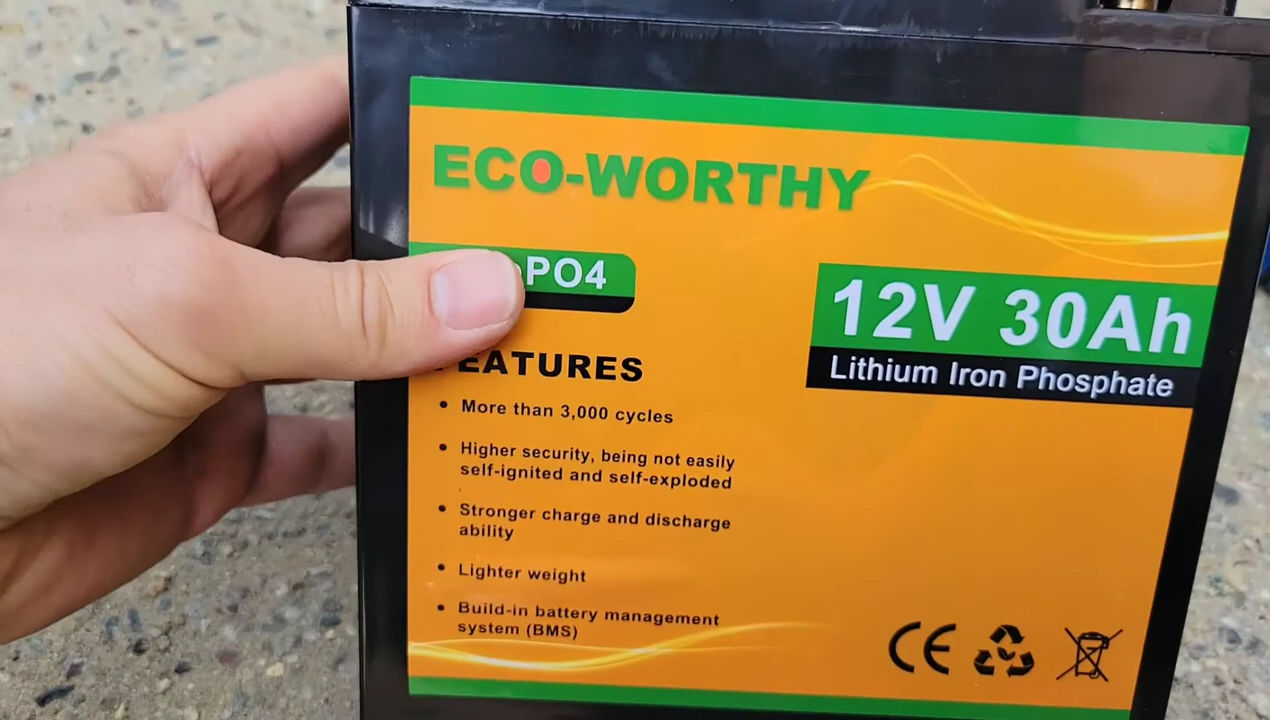 ECO-WORTHY
PO4
12V 30Ah
Lithium Iron Phosphate
FEATURES
• More than 3,000 cycles
• Higher security, being not easily
self-ignited and self-exploded
• Stronger charge and discharge
ability
• Lighter weight
• Build-in battery management
system (BMS)
CE